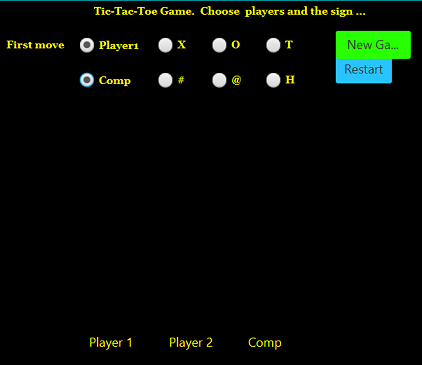 Tic-Tac-Toe Game. Choose players and the sign ...
First move Player1 X O T New Ga...
Comp # @ H Restart
Player 1 Player 2 Comp